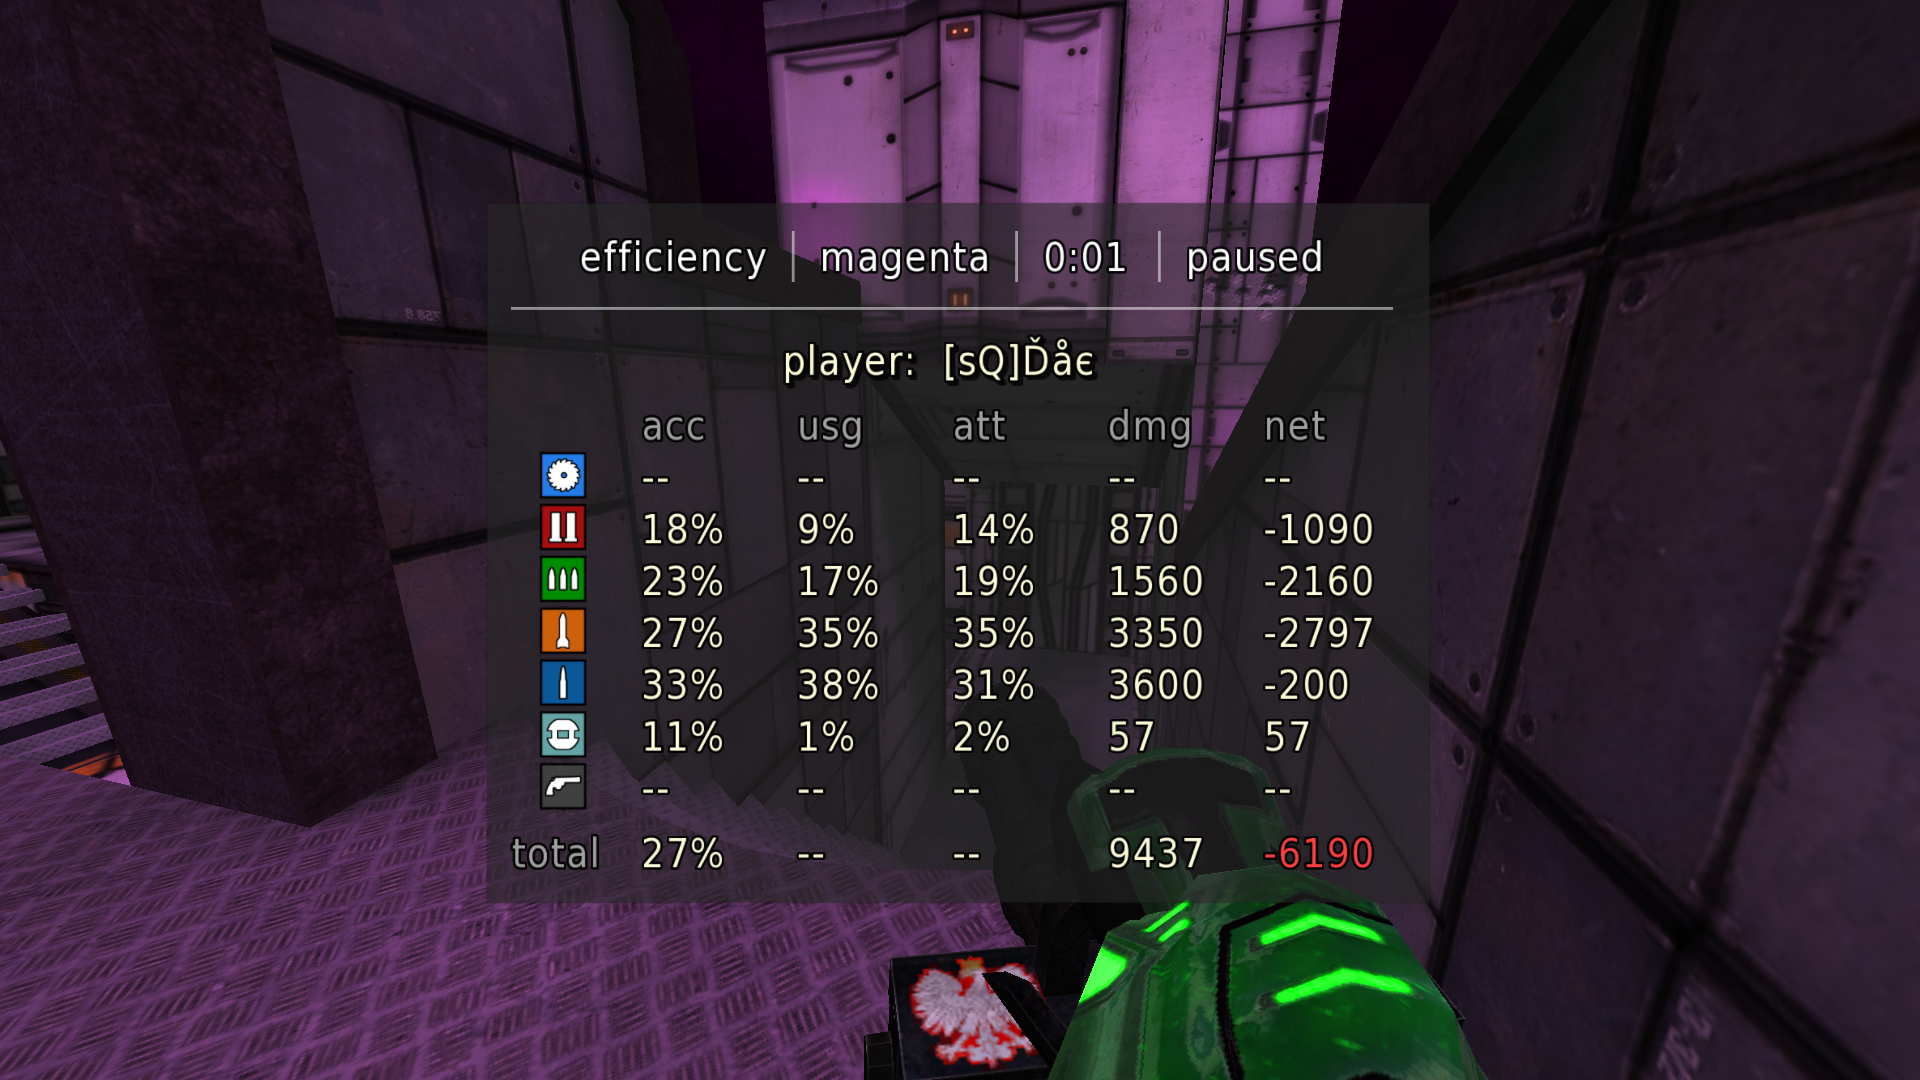 efficiency | magenta | 0:01 | paused
player: [sQ]Ďåє
acc usg att dmg net
-- -- -- -- --
18% 9% 14% 870 -1090
23% 17% 19% 1560 -2160
27% 35% 35% 3350 -2797
33% 38% 31% 3600 -200
11% 1% 2% 57 57
-- -- -- -- --
total 27% -- -- 9437 -6190